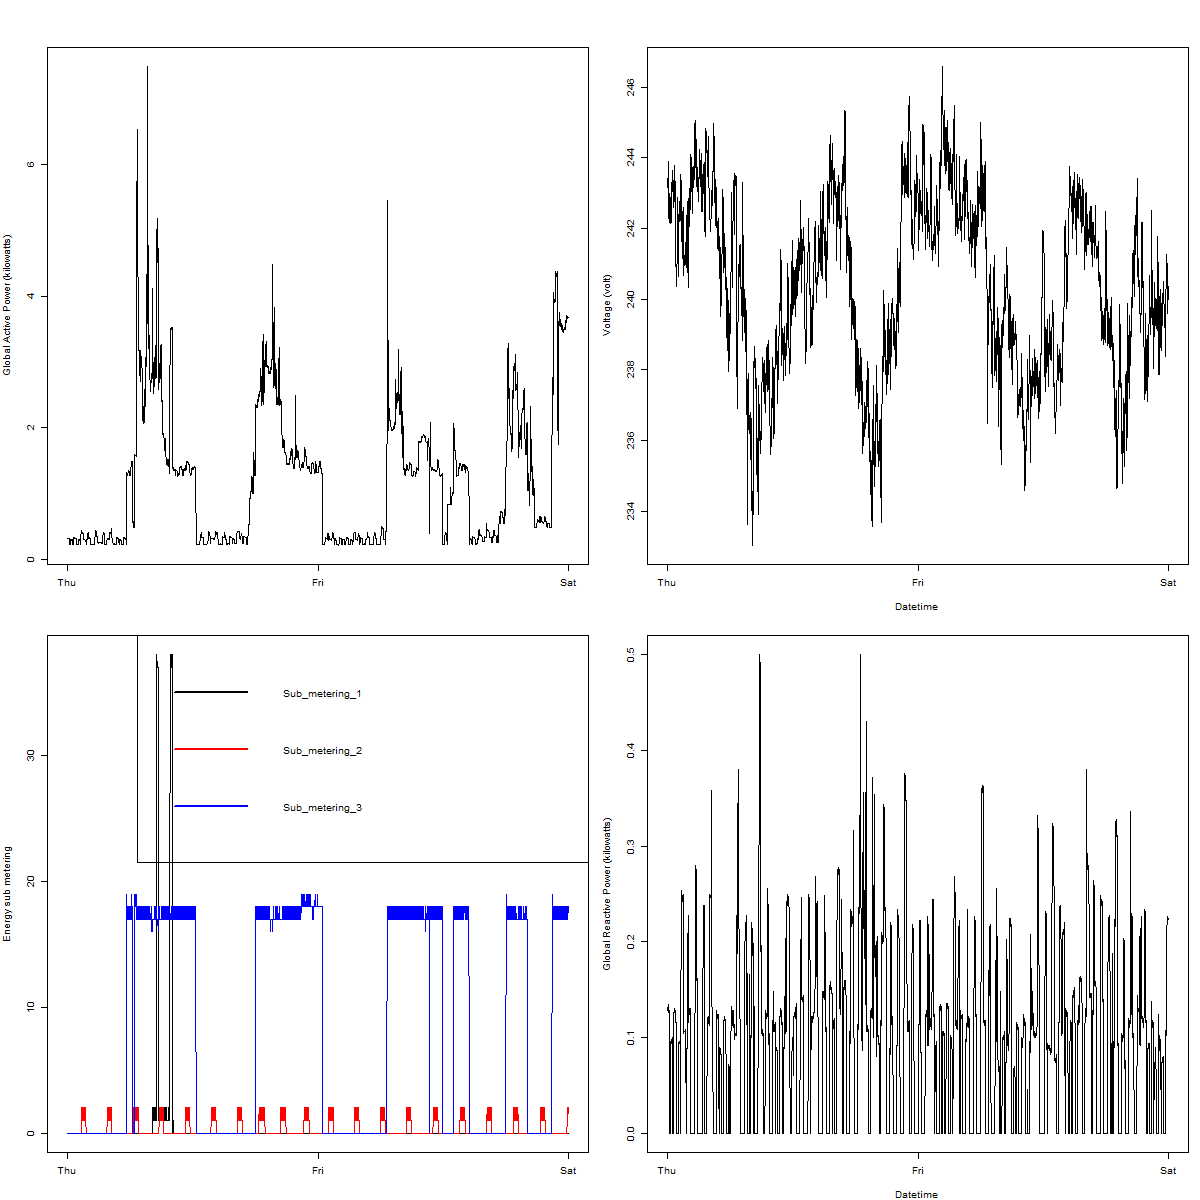 Global Active Power (kilowatts)
0
2
4
6
Thu
Fri
Sat
Voltage (volt)
234
236
238
240
242
244
246
Thu
Fri
Sat
Datetime
Energy sub metering
0
10
20
30
Sub_metering_1
Sub_metering_2
Sub_metering_3
Thu
Fri
Sat
Global Reactive Power (kilowatts)
0.0
0.1
0.2
0.3
0.4
0.5
Thu
Fri
Sat
Datetime